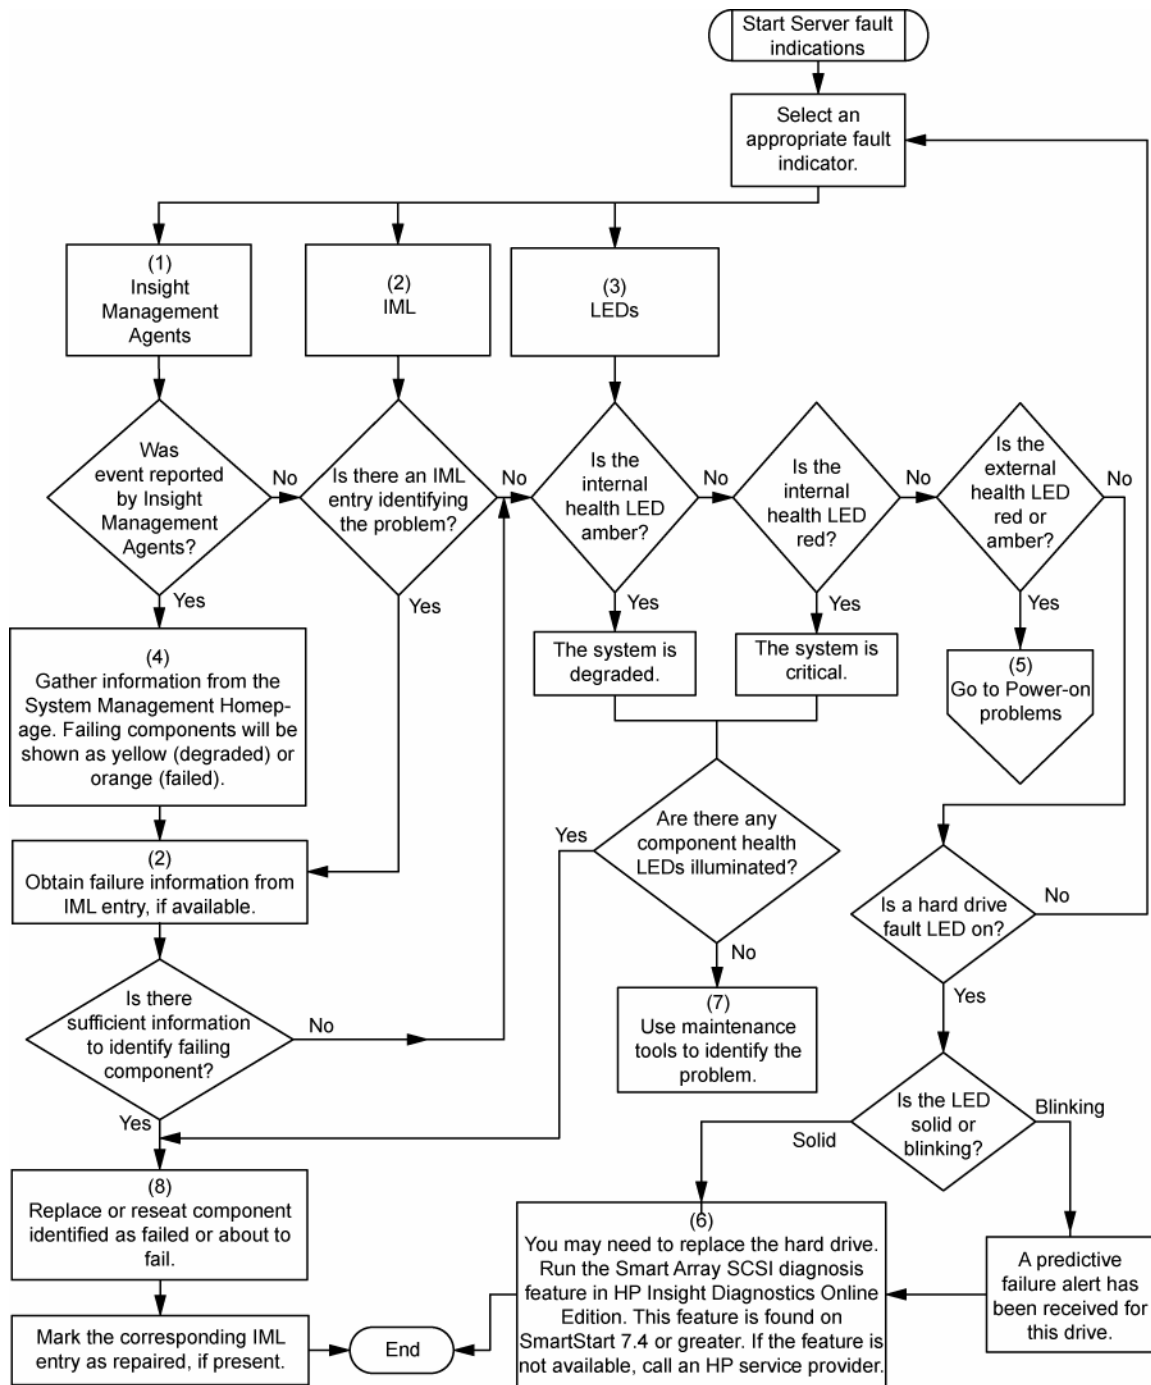 Start Server fault
indications
Select an
appropriate fault
indicator.
(1)
Insight
Management
Agents
(2)
IML
(3)
LEDs
Was
event reported
by Insight
Management
Agents?
No
Is there an IML
entry identifying
the problem?
No
Is the
internal
health LED
amber?
No
Is the
internal
health LED
red?
No
Is the
external
health LED
red or
amber?
No
Yes
Yes
Yes
Yes
Yes
(4)
Gather information from the
System Management Homep-
age. Failing components will be
shown as yellow (degraded) or
orange (failed).
The system is
degraded.
The system is
critical.
(5)
Go to Power-on
problems
Are there any
component health
LEDs illuminated?
Yes
No
(2)
Obtain failure information from
IML entry, if available.
Is a hard drive
fault LED on?
No
Yes
Is there
sufficient information
to identify failing
component?
No
Yes
(7)
Use maintenance
tools to identify the
problem.
Is the LED
solid or
blinking?
Solid
Blinking
(8)
Replace or reseat component
identified as failed or about to
fail.
(6)
You may need to replace the hard drive.
Run the Smart Array SCSI diagnosis
feature in HP Insight Diagnostics Online
Edition. This feature is found on
SmartStart 7.4 or greater. If the feature is
not available, call an HP service provider.
A predictive
failure alert has
been received for
this drive.
Mark the corresponding IML
entry as repaired, if present.
End